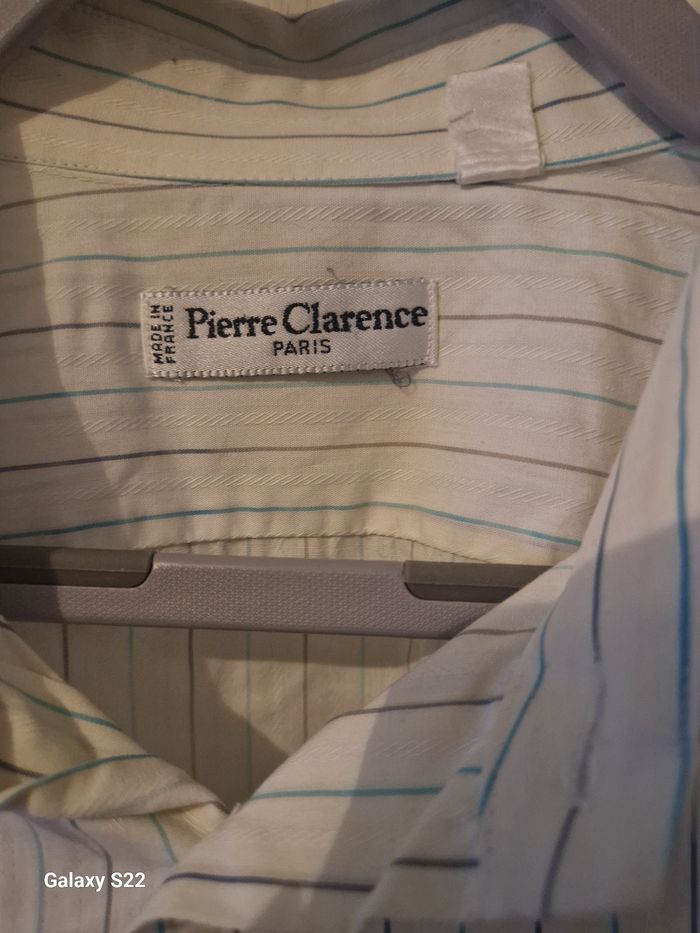 MADE IN
FRANCE
Pierre Clarence
PARIS
Galaxy S22